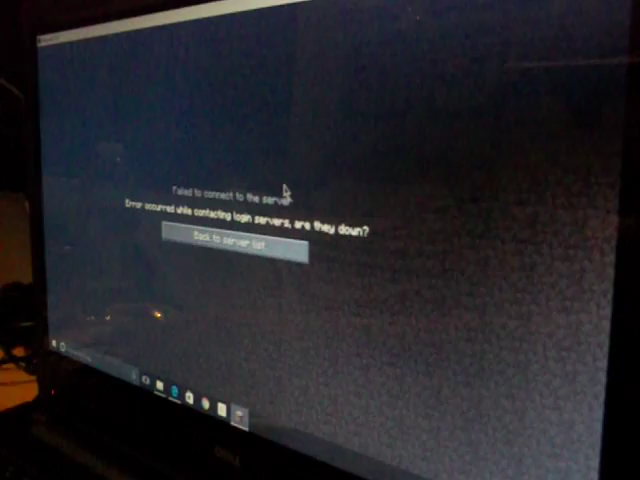 Failed to connect to the server
Error occurred while contacting login servers, are they down?
Back to server list
DELL